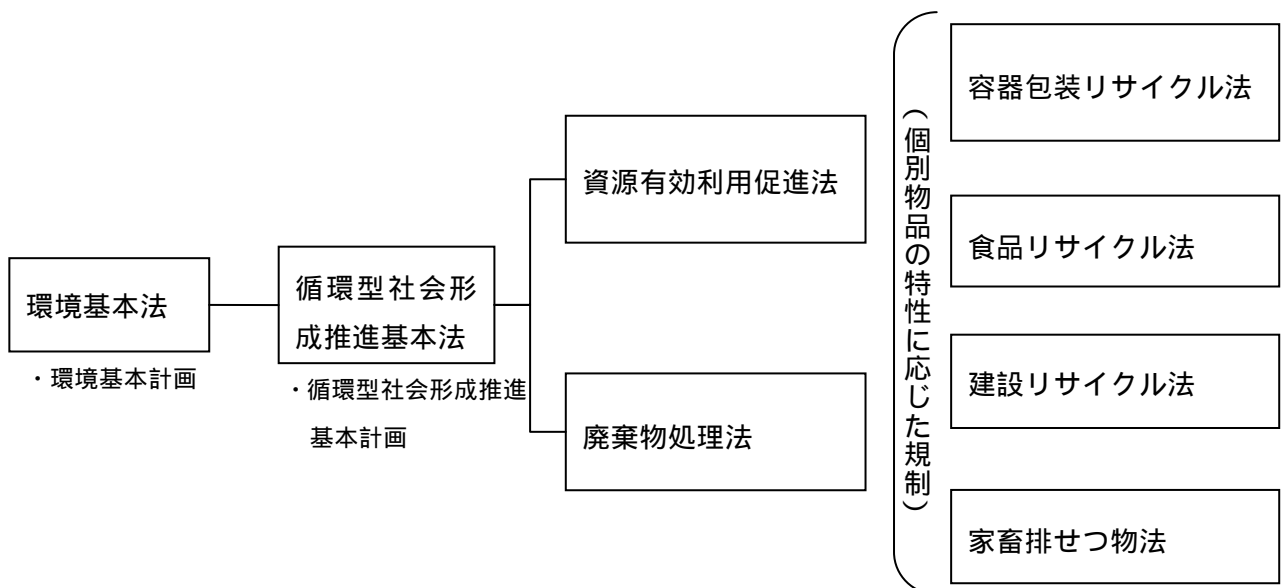 環境基本法
・環境基本計画
循環型社会形
成推進基本法
・循環型社会形成推進
基本計画
資源有効利用促進法
廃棄物処理法
（個別物品の特性に応じた規制）
容器包装リサイクル法
食品リサイクル法
建設リサイクル法
家畜排せつ物法